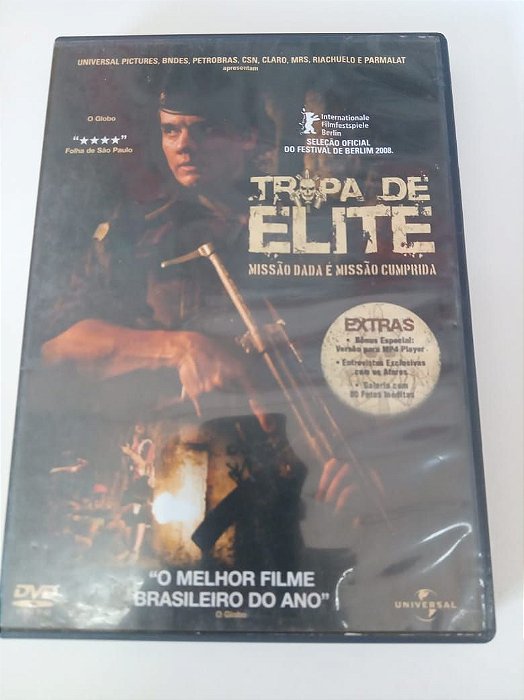 UNIVERSAL PICTURES, BNDES, PETROBRAS, CSN, CLARO, MRS, RIACHUELO E PARMALAT
apresentam
O Globo
"★★★★"
Folha de São Paulo
Internationale
Filmfestspiele
Berlin
SELEÇÃO OFICIAL
DO FESTIVAL DE BERLIM 2008.
TROPA DE
ELITE
MISSÃO DADA É MISSÃO CUMPRIDA
EXTRAS
• Bônus Especial:
Versão para MP4 Player
• Entrevistas Exclusivas
com os Atores
• Galeria com
80 Fotos Inéditas
"O MELHOR FILME
BRASILEIRO DO ANO"
O Globo
DVD
UNIVERSAL